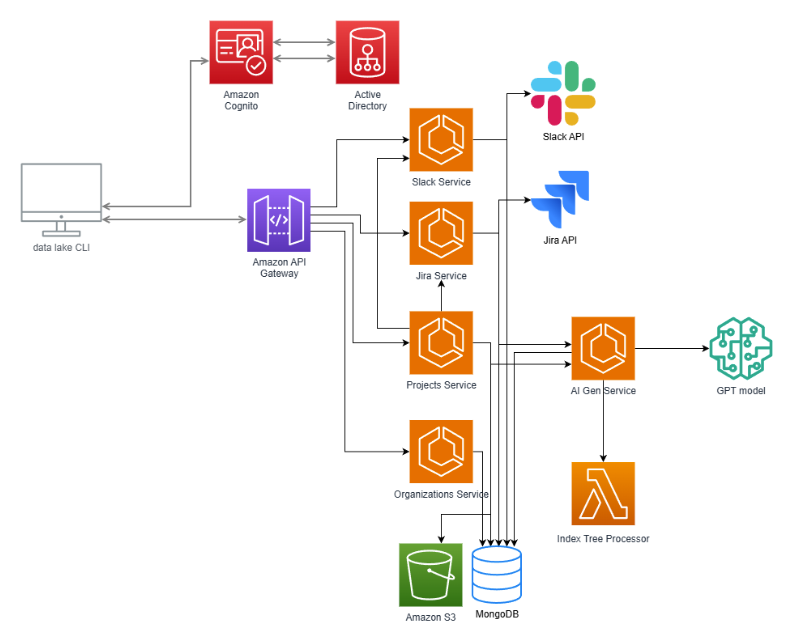 Amazon
Cognito
Active
Directory
Slack API
Slack Service
data lake CLI
Amazon API
Gateway
Jira API
Jira Service
Projects Service
AI Gen Service
GPT model
Organizations Service
Index Tree Processor
Amazon S3
MongoDB